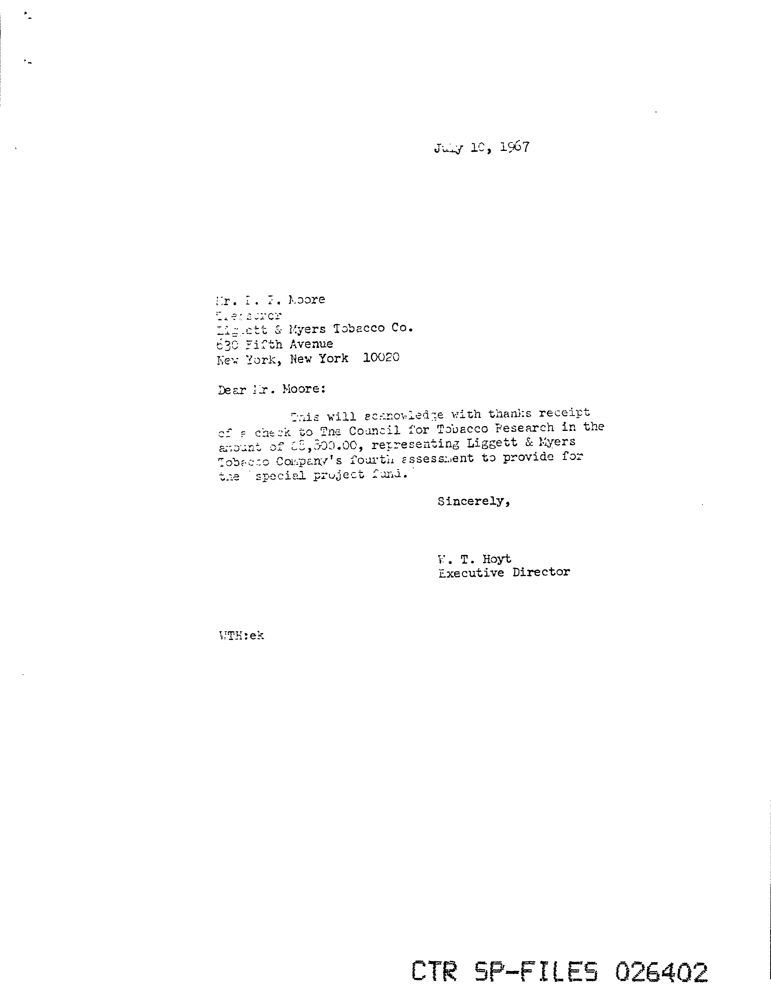 July 10, 1967
Mr. Moore
Treasurer
Liggett & Myers Tobacco Co.
630 Fifth Avenue
New York, New York 10020
Dear Mr. Moore:
This will acknowledge with thanks receipt
of a check to The Council for Tobacco Research in the
amount of representing Liggett & Myers
Tobacco Company's fourth assessment to provide for
the "special project fund."
Sincerely,
W. T. Hoyt
Executive Director
WTH:ek
CTR SP-FILES 026402